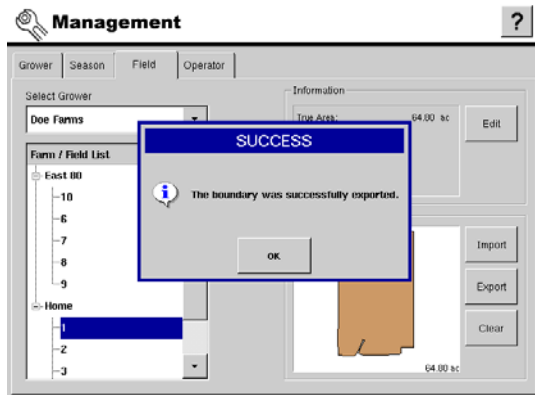 Management
?
Grower Season Field Operator
Select Grower
Doe Farms
Information
True Area: 64.80 ac
Edit
Farm / Field List
East 80
10
6
7
8
9
Home
1
2
3
SUCCESS
The boundary was successfully exported.
OK
Import
Export
Clear
64.80 ac